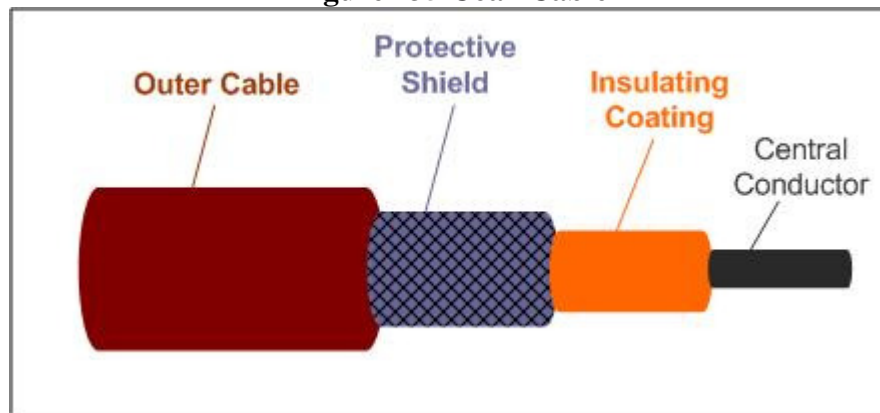 Protective
Shield
Outer Cable
Insulating
Coating
Central
Conductor